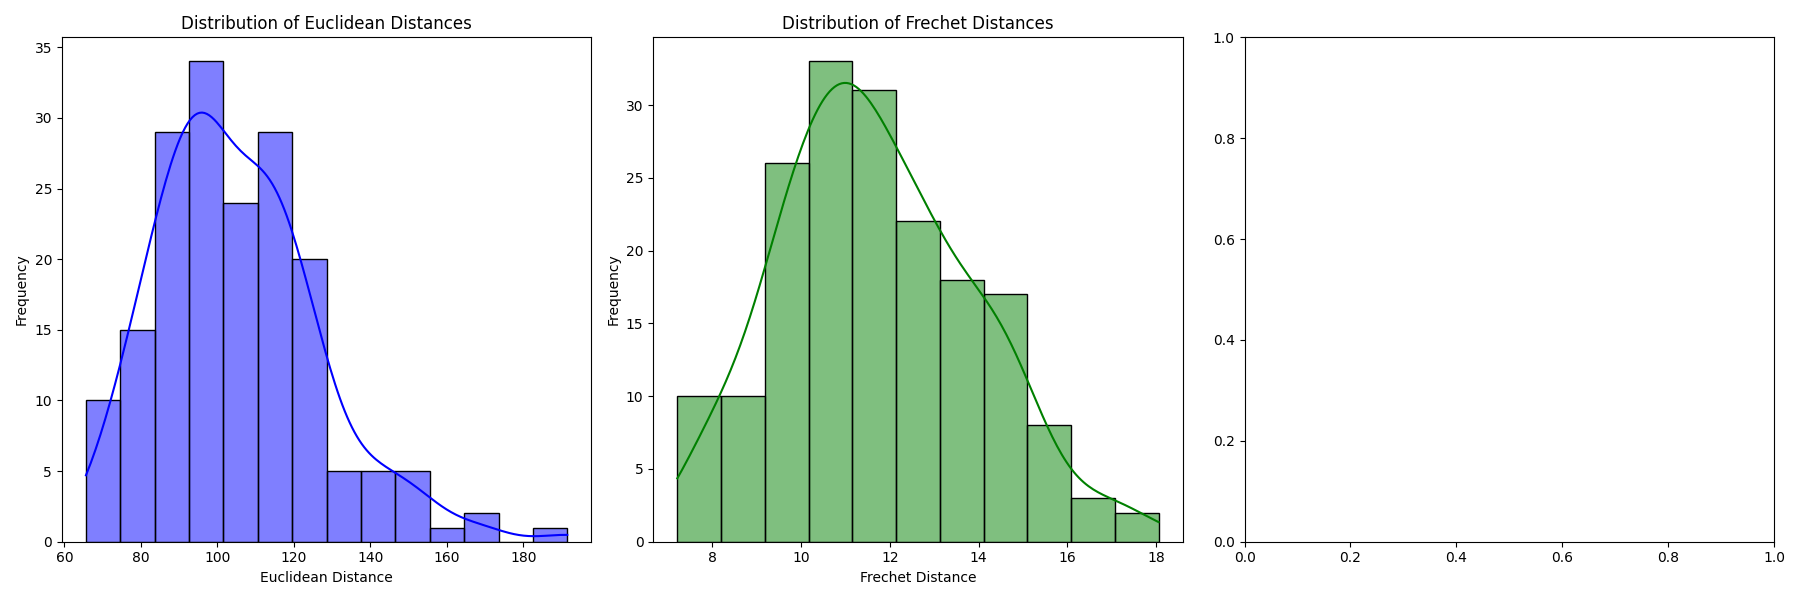 Distribution of Euclidean Distances
35
30
25
20
15
10
5
0
Frequency
60 80 100 120 140 160 180
Euclidean Distance
Distribution of Frechet Distances
30
25
20
15
10
5
0
Frequency
8 10 12 14 16 18
Frechet Distance
1.0
0.8
0.6
0.4
0.2
0.0
0.0 0.2 0.4 0.6 0.8 1.0